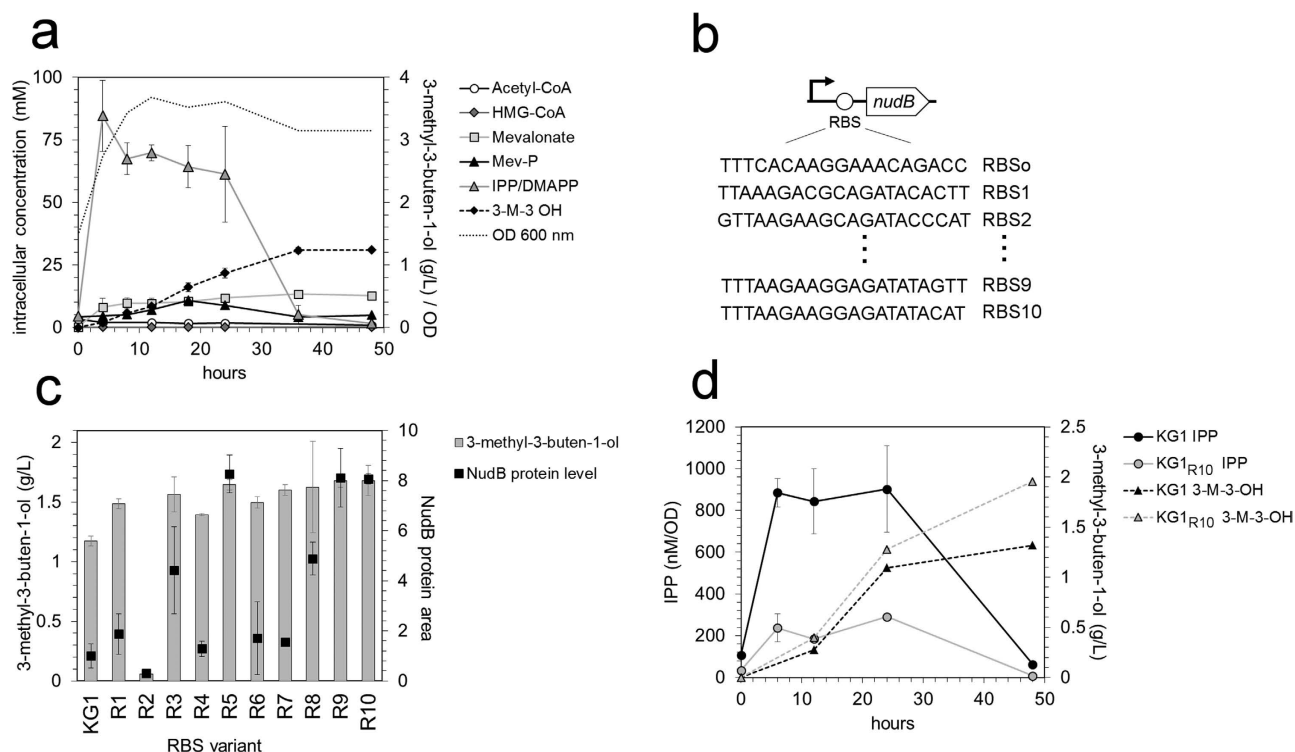 a
100
75
50
25
0
intracellular concentration (mM)
0 10 20 30 40 50
hours
4
3
2
1
0
3-methyl-3-buten-1-ol (g/L) / OD
Acetyl-CoA
HMG-CoA
Mevalonate
Mev-P
IPP/DMAPP
3-M-3 OH
OD 600 nm
b
nudB
RBS
TTTCACAAGGAAACAGACC RBSo
TTAAAGACGCAGATACACTT RBS1
GTTAAGAAGCAGATACCCAT RBS2
TTTAAGAAGGAGATATAGTT RBS9
TTTAAGAAGGAGATATACAT RBS10
c
2
1.5
1
0.5
0
3-methyl-3-buten-1-ol (g/L)
KG1 R1 R2 R3 R4 R5 R6 R7 R8 R9 R10
RBS variant
10
8
6
4
2
0
NudB protein area
3-methyl-3-buten-1-ol
NudB protein level
d
1200
1000
800
600
400
200
0
IPP (nM/OD)
0 10 20 30 40 50
hours
2.5
2
1.5
1
0.5
0
3-methyl-3-buten-1-ol (g/L)
KG1 IPP
KG1R10 IPP
KG1 3-M-3-OH
KG1R10 3-M-3-OH